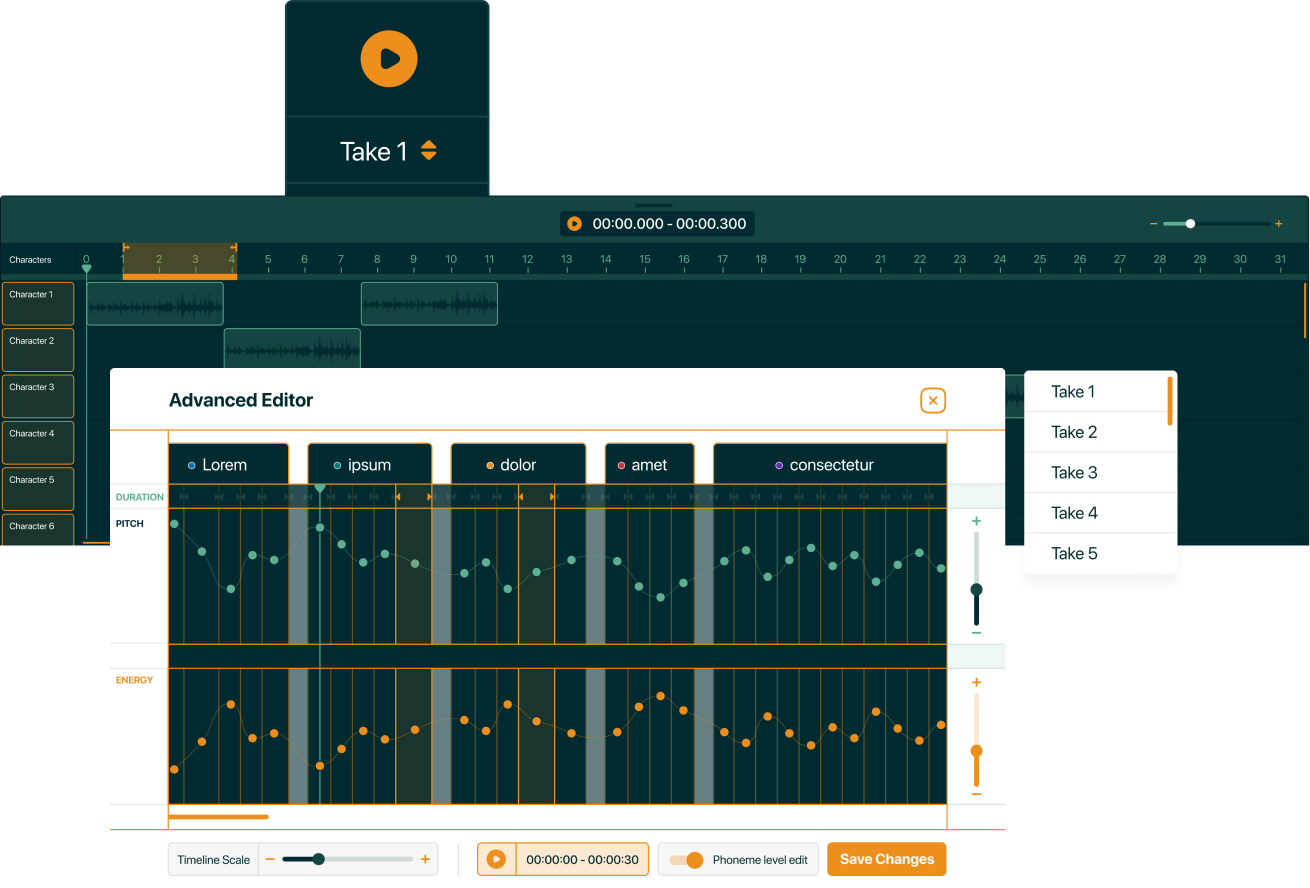 Take 1
00:00.000 - 00:00.300
− +
Characters 0 1 2 3 4 5 6 7 8 9 10 11 12 13 14 15 16 17 18 19 20 21 22 23 24 25 26 27 28 29 30 31
Character 1
Character 2
Character 3
Character 4
Character 5
Character 6
Advanced Editor
Lorem ipsum dolor amet consectetur
DURATION
PITCH
+
−
ENERGY
+
−
Timeline Scale − + 00:00:00 - 00:00:30 Phoneme level edit Save Changes
Take 1
Take 2
Take 3
Take 4
Take 5